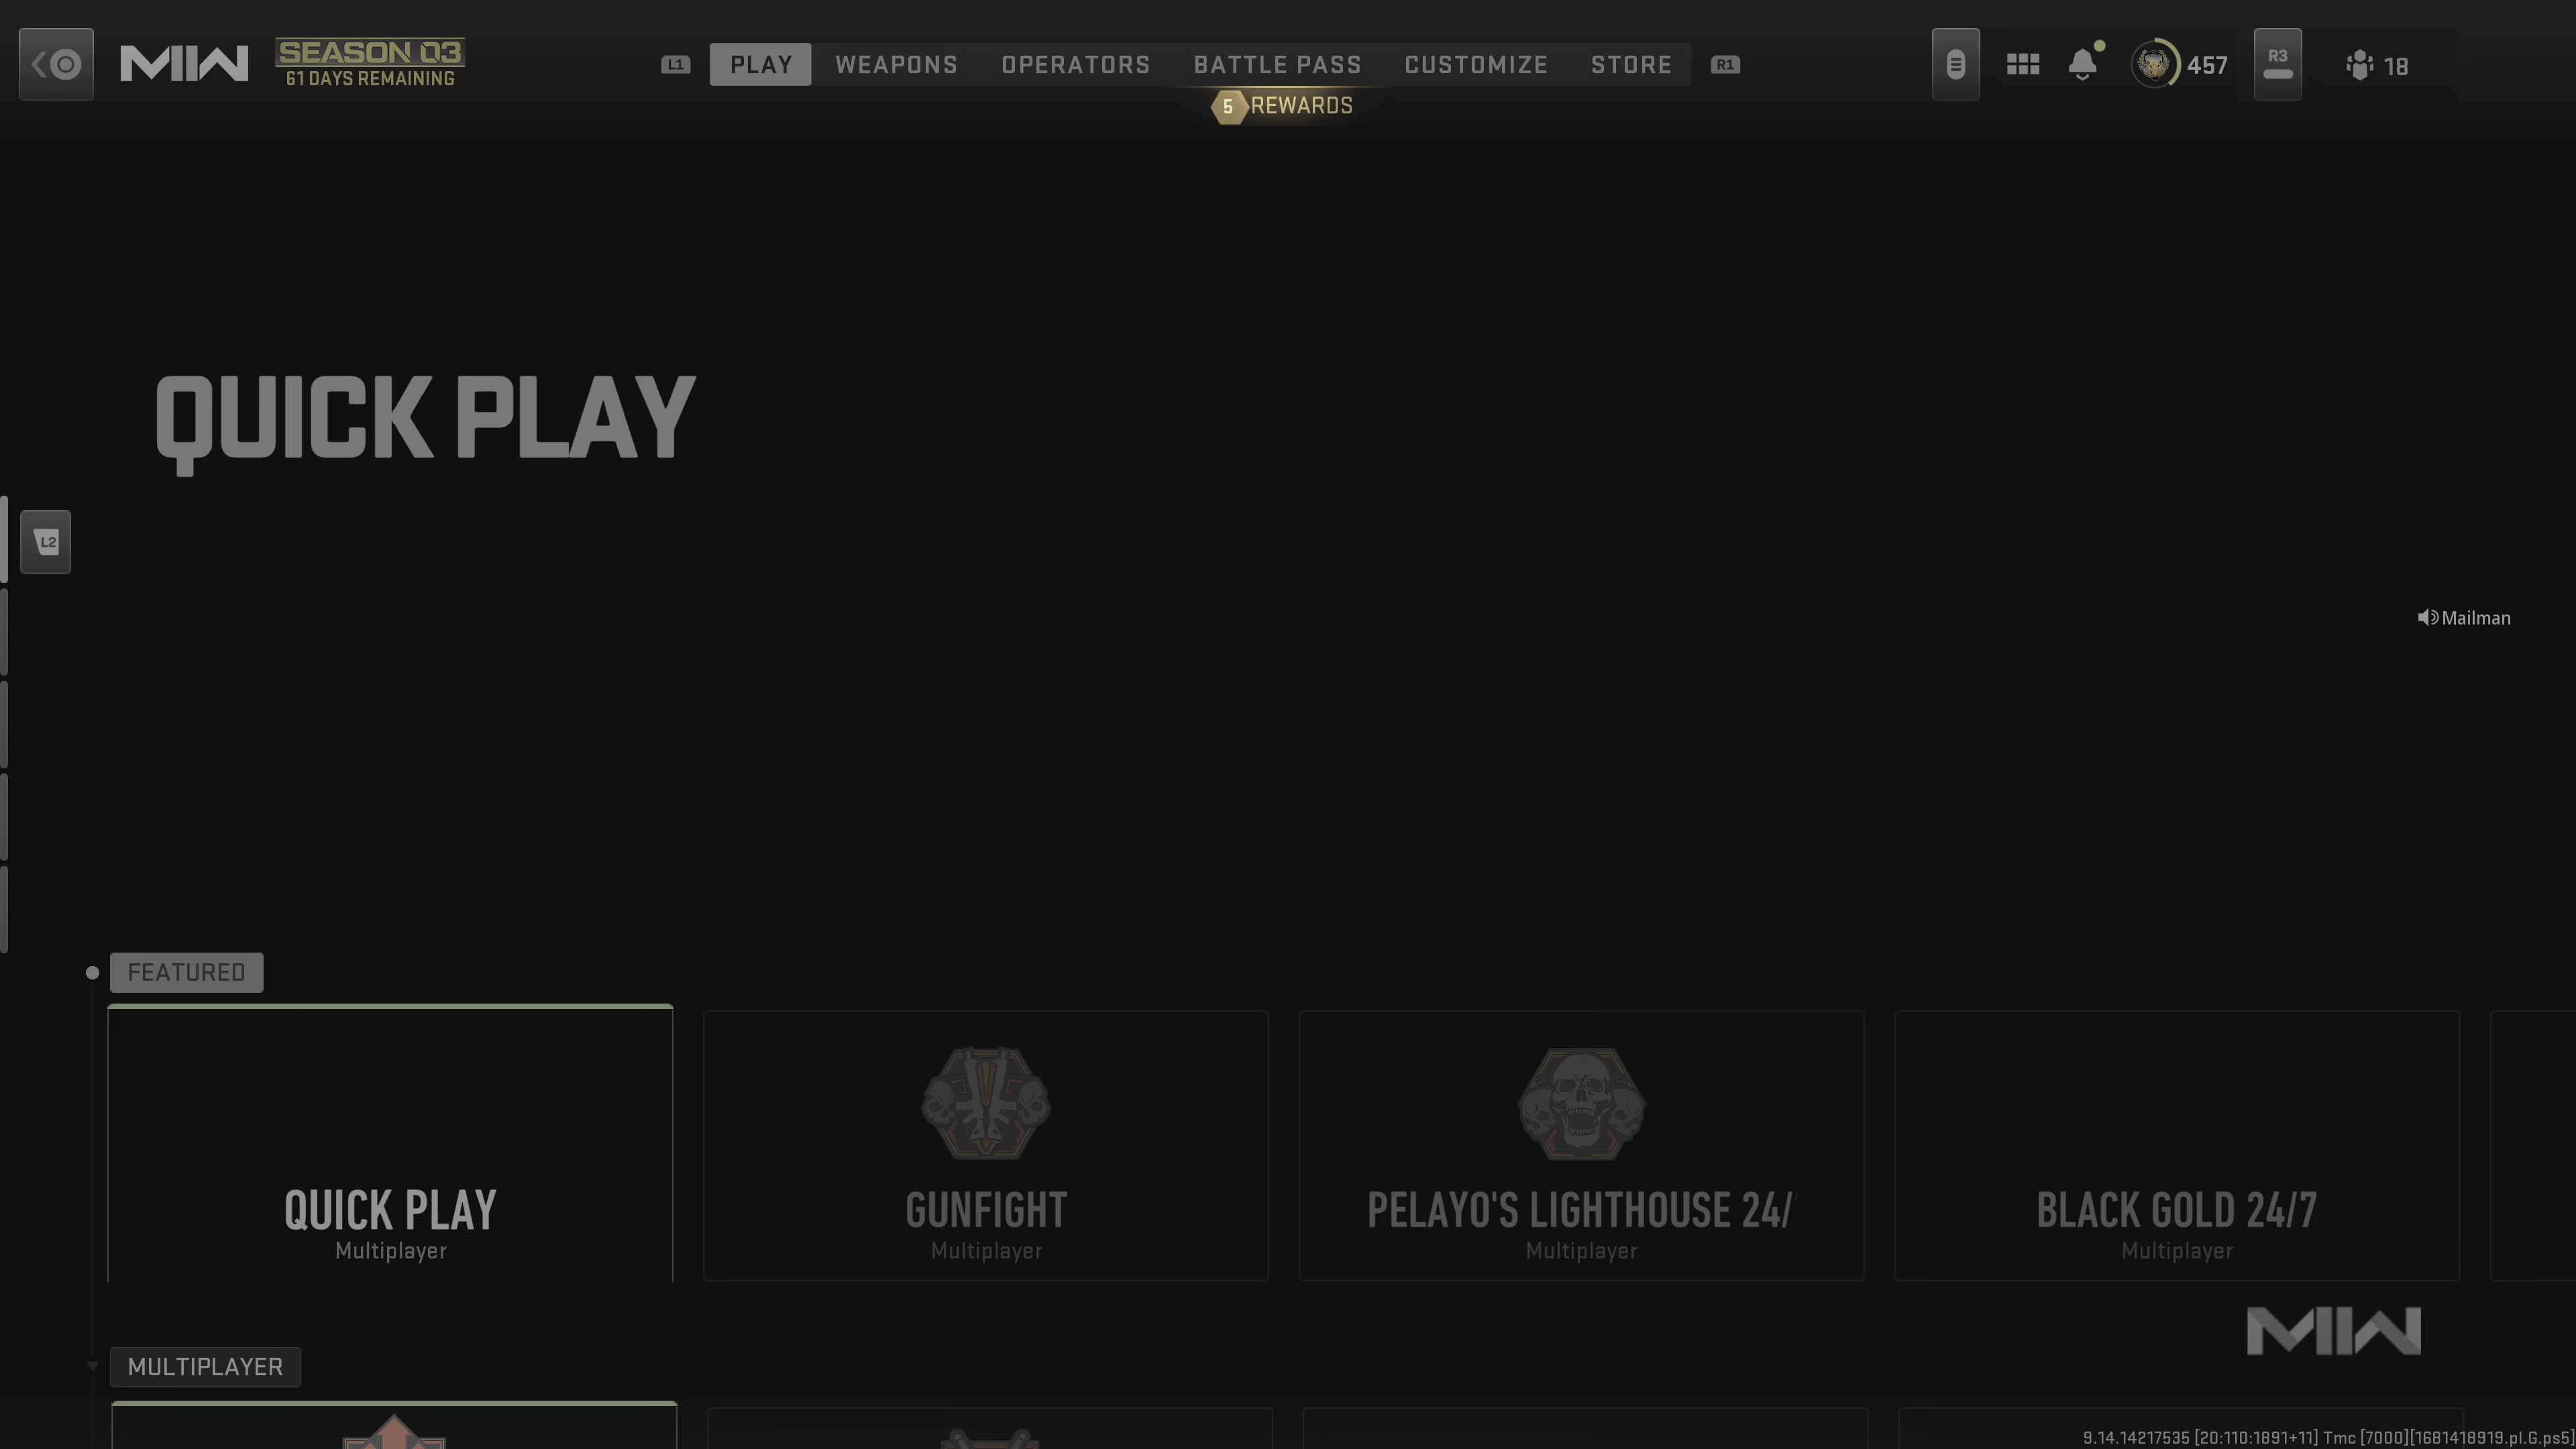 MIIW SEASON 03
61 DAYS REMAINING
L1 PLAY WEAPONS OPERATORS BATTLE PASS CUSTOMIZE STORE R1
5 REWARDS
457 R3 18
QUICK PLAY
L2
Mailman
FEATURED
QUICK PLAY
Multiplayer
GUNFIGHT
Multiplayer
PELAYO'S LIGHTHOUSE 24/
Multiplayer
BLACK GOLD 24/7
Multiplayer
MIIW
MULTIPLAYER
9.14.14217535 [20:110:1891+11] Tmc [7000][1681418919.pl.G.ps5]